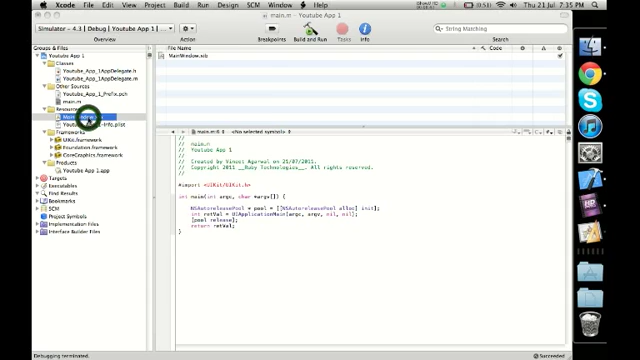 Xcode File Edit View Project Build Run Design SCM Window Help (0:53) Thu 21 Jul 7:35 PM
main.m - Youtube App 1
Simulator - 4.3 | Debug | Youtube App 1...
String Matching
Overview Action Breakpoints Build and Run Tasks Info Search
Groups & Files
File Name Code
Youtube App 1
MainWindow.xib
Classes
Youtube_App_1AppDelegate.h
Youtube_App_1AppDelegate.m
Other Sources
Youtube_App_1_Prefix.pch
main.m
Resources
Frameworks
UIKit.framework
Foundation.framework
CoreGraphics.framework
Products
Youtube App 1.app
Targets
Executables
Find Results
Bookmarks
SCM
Project Symbols
Implementation Files
Interface Builder Files
main.m:8 <No selected symbol>
//
// main.m
// Youtube App 1
//
// Created by Vineet Agarwal on 21/07/2011.
// Copyright 2011 __Ruby Technologies__. All rights reserved.
//
#import <UIKit/UIKit.h>
int main(int argc, char *argv[]) {
NSAutoreleasePool * pool = [[NSAutoreleasePool alloc] init];
int retVal = UIApplicationMain(argc, argv, nil, nil);
[pool release];
return retVal;
}
Debugging terminated.
Succeeded